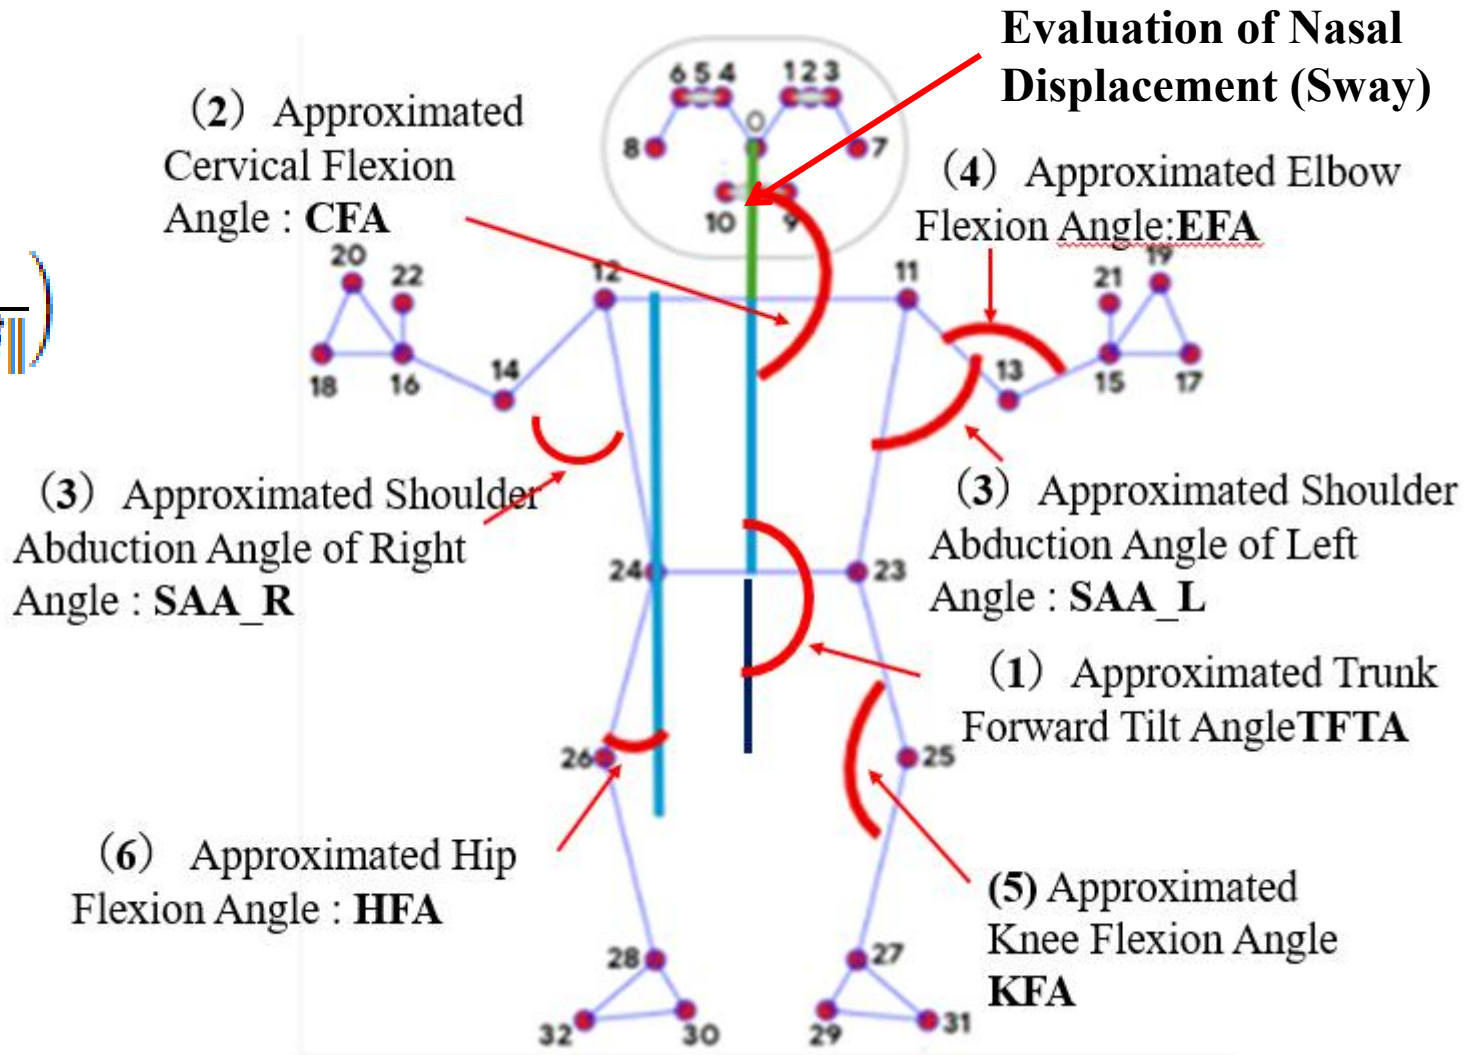 Evaluation of Nasal
Displacement (Sway)
（2） Approximated
Cervical Flexion
Angle : CFA
6 5 4
1 2 3
0
8
7
10
9
（4） Approximated Elbow
Flexion Angle:EFA
20
22
12
11
21
19
18
16
14
13
15
17
)
（3） Approximated Shoulder
Abduction Angle of Right
Angle : SAA_R
（3） Approximated Shoulder
Abduction Angle of Left
Angle : SAA_L
24
23
（1） Approximated Trunk
Forward Tilt AngleTFTA
26
25
（6） Approximated Hip
Flexion Angle : HFA
(5) Approximated
Knee Flexion Angle
KFA
28
27
32
30
29
31